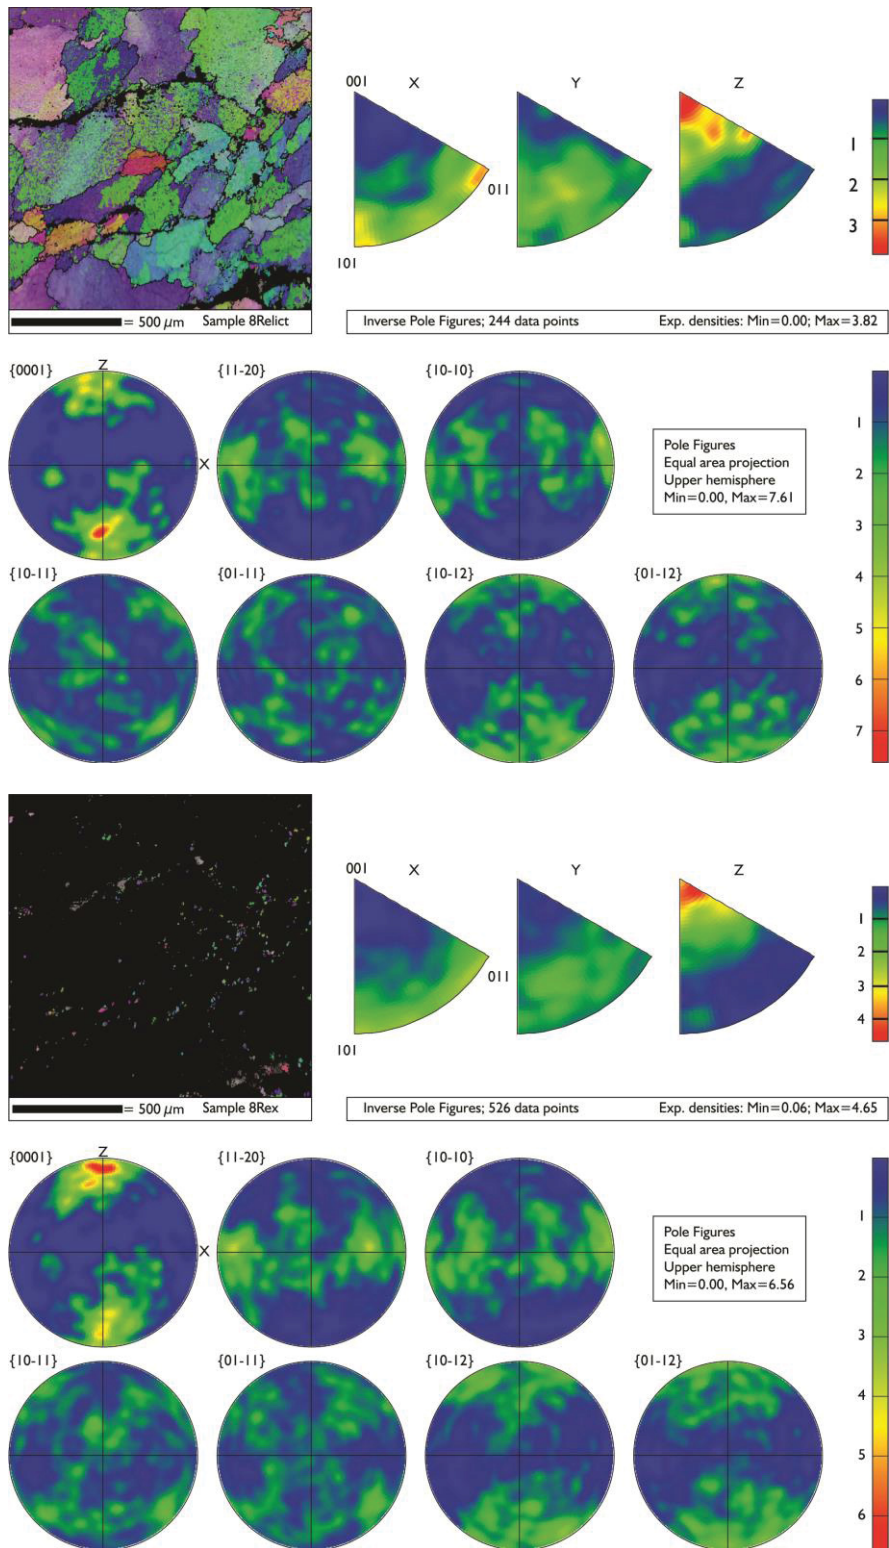 001 X Y Z
011
101
1
2
3
= 500 µm Sample 8Relict
Inverse Pole Figures; 244 data points Exp. densities: Min=0.00; Max=3.82
{0001} Z {11-20} {10-10}
X
1
2
3
4
5
6
7
Pole Figures
Equal area projection
Upper hemisphere
Min=0.00, Max=7.61
{10-11} {01-11} {10-12} {01-12}
001 X Y Z
011
101
1
2
3
4
= 500 µm Sample 8Rex
Inverse Pole Figures; 526 data points Exp. densities: Min=0.06; Max=4.65
{0001} Z {11-20} {10-10}
X
1
2
3
4
5
6
Pole Figures
Equal area projection
Upper hemisphere
Min=0.00, Max=6.56
{10-11} {01-11} {10-12} {01-12}